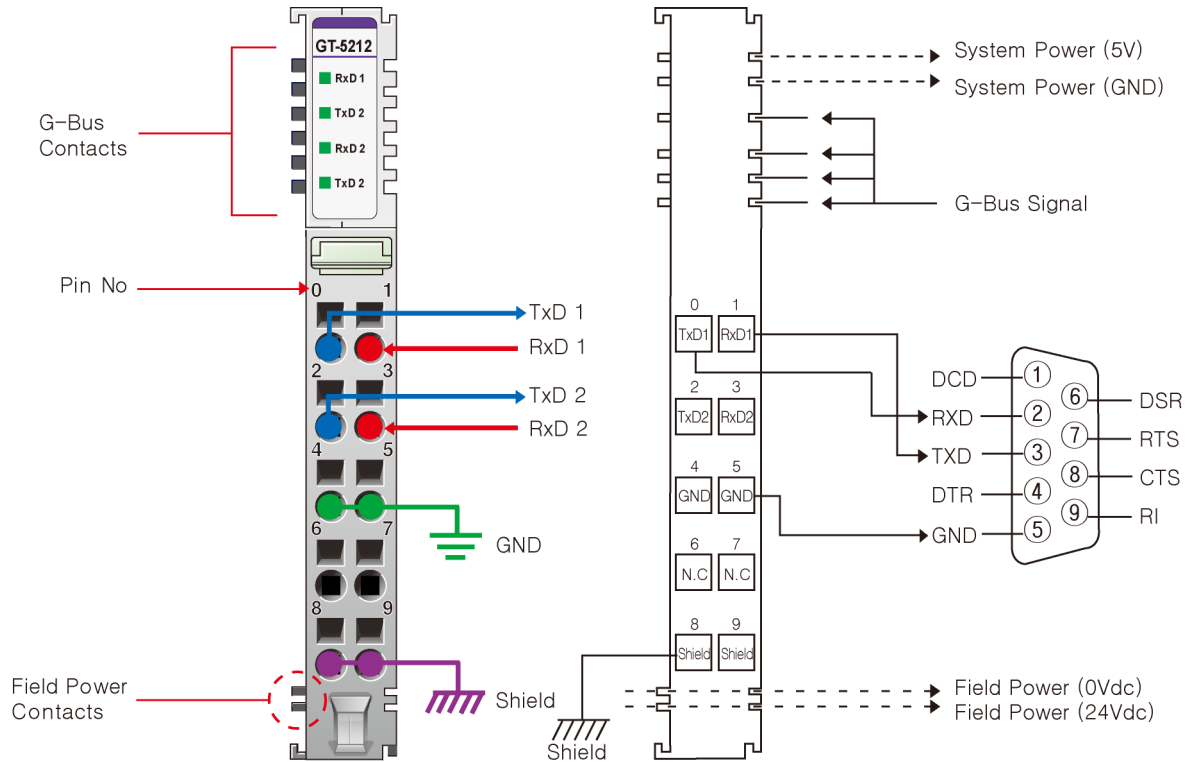 GT-5212
RxD 1
TxD 2
RxD 2
TxD 2
G-Bus
Contacts
Pin No
0 1
2 3
4 5
6 7
8 9
TxD 1
RxD 1
TxD 2
RxD 2
GND
Shield
Field Power
Contacts
System Power (5V)
System Power (GND)
G-Bus Signal
0 1
TxD1 RxD1
2 3
TxD2 RxD2
4 5
GND GND
6 7
N.C N.C
8 9
Shield Shield
Shield
DCD 1
RXD 2
TXD 3
DTR 4
GND 5
6 DSR
7 RTS
8 CTS
9 RI
Field Power (0Vdc)
Field Power (24Vdc)